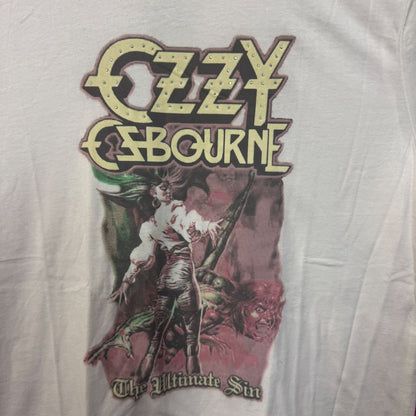 OZZY
OSBOURNE
The Ultimate Sin